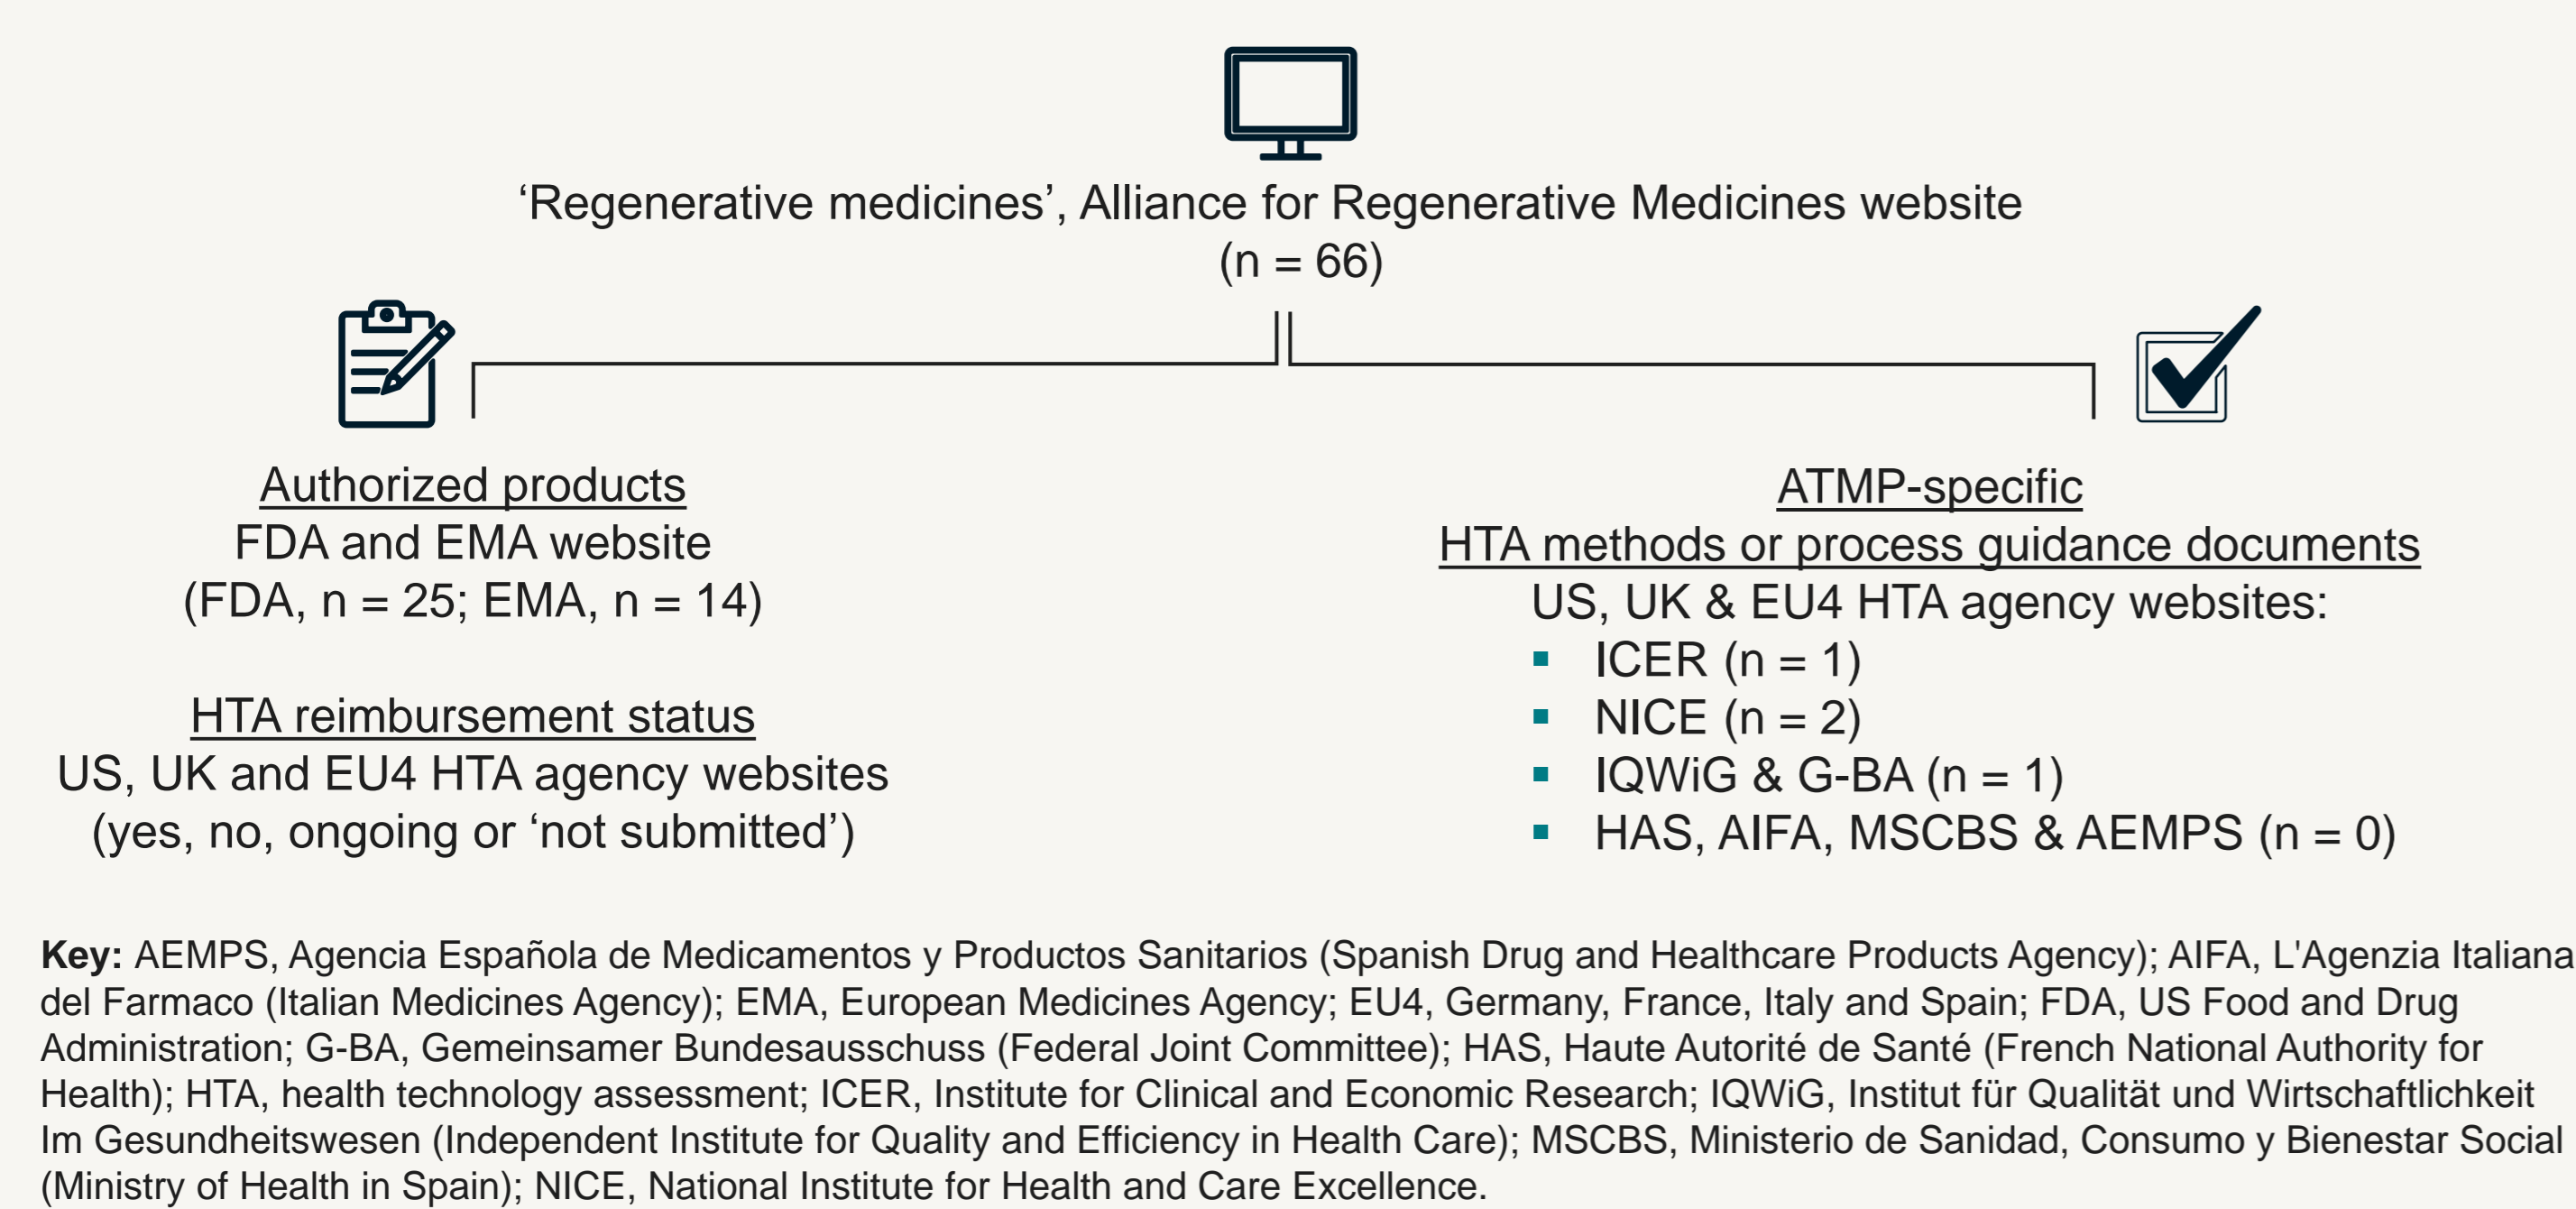 ‘Regenerative medicines’, Alliance for Regenerative Medicines website
(n = 66)
Authorized products
FDA and EMA website
(FDA, n = 25; EMA, n = 14)
HTA reimbursement status
US, UK and EU4 HTA agency websites
(yes, no, ongoing or ‘not submitted’)
ATMP-specific
HTA methods or process guidance documents
US, UK & EU4 HTA agency websites:
▪ ICER (n = 1)
▪ NICE (n = 2)
▪ IQWiG & G-BA (n = 1)
▪ HAS, AIFA, MSCBS & AEMPS (n = 0)
Key: AEMPS, Agencia Española de Medicamentos y Productos Sanitarios (Spanish Drug and Healthcare Products Agency); AIFA, L'Agenzia Italiana
del Farmaco (Italian Medicines Agency); EMA, European Medicines Agency; EU4, Germany, France, Italy and Spain; FDA, US Food and Drug
Administration; G-BA, Gemeinsamer Bundesausschuss (Federal Joint Committee); HAS, Haute Autorité de Santé (French National Authority for
Health); HTA, health technology assessment; ICER, Institute for Clinical and Economic Research; IQWiG, Institut für Qualität und Wirtschaftlichkeit
Im Gesundheitswesen (Independent Institute for Quality and Efficiency in Health Care); MSCBS, Ministerio de Sanidad, Consumo y Bienestar Social
(Ministry of Health in Spain); NICE, National Institute for Health and Care Excellence.